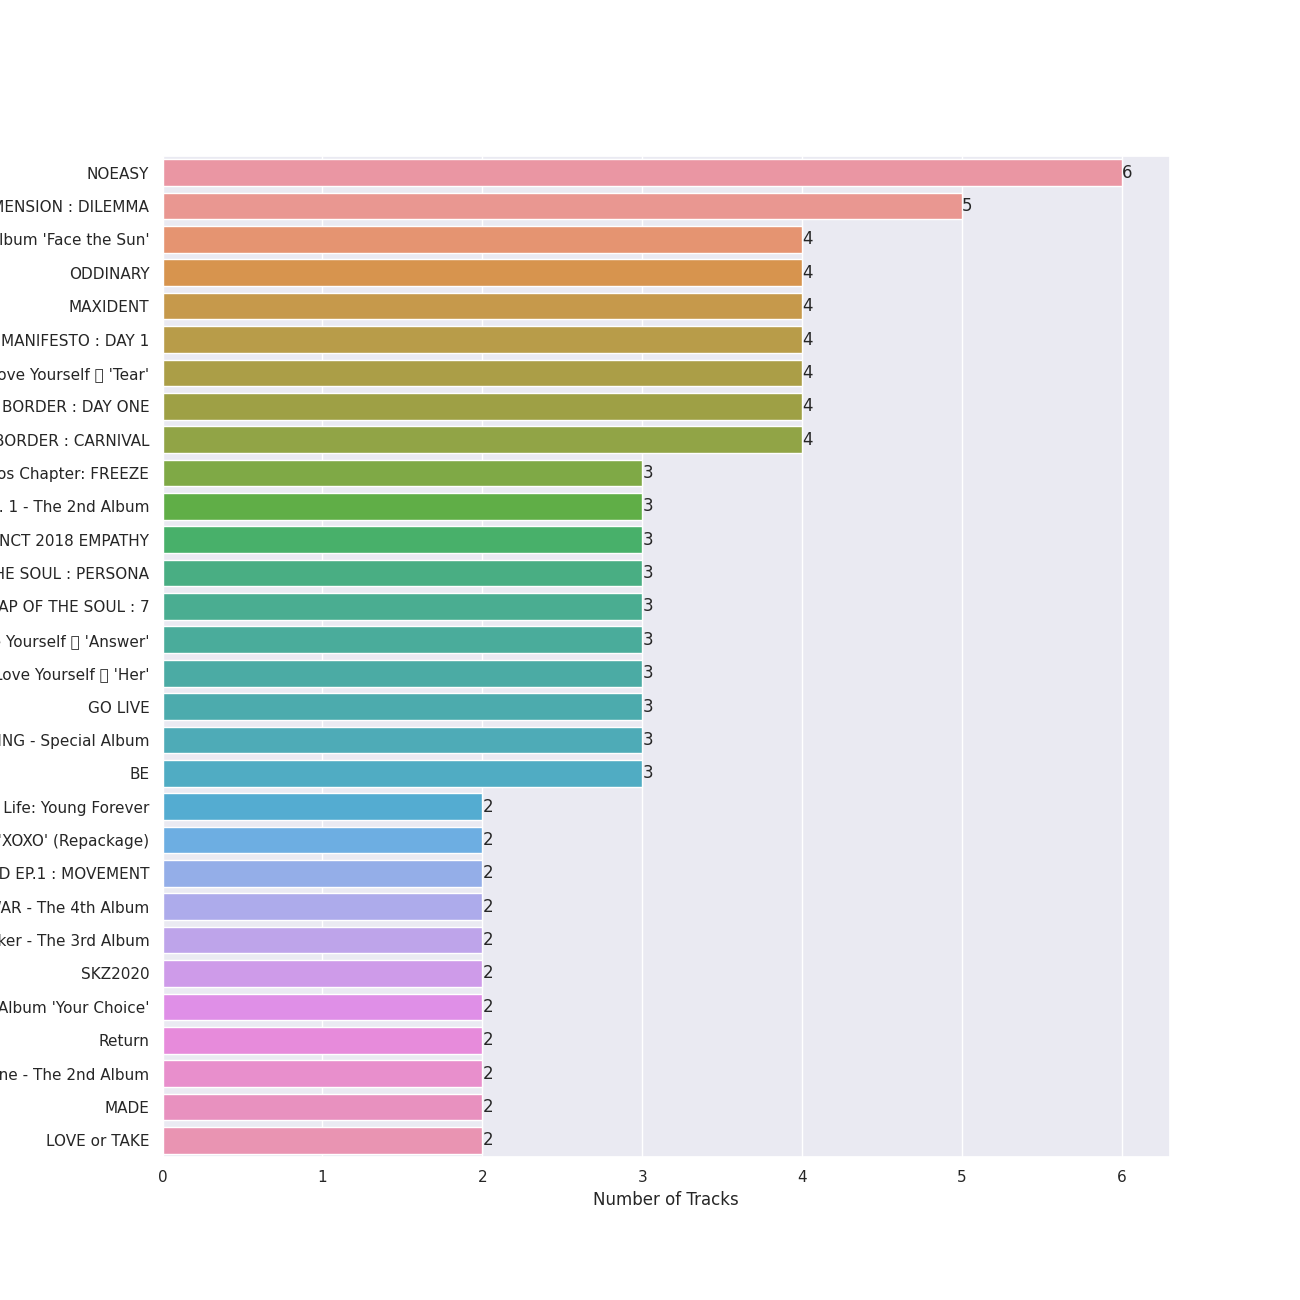 NOEASY 6
MENSION : DILEMMA 5
lbum 'Face the Sun' 4
ODDINARY 4
MAXIDENT 4
MANIFESTO : DAY 1 4
ove Yourself 'Tear' 4
BORDER : DAY ONE 4
BORDER : CARNIVAL 4
os Chapter: FREEZE 3
. 1 - The 2nd Album 3
NCT 2018 EMPATHY 3
HE SOUL : PERSONA 3
AP OF THE SOUL : 7 3
Yourself 'Answer' 3
Love Yourself 'Her' 3
GO LIVE 3
ING - Special Album 3
BE 3
Life: Young Forever 2
'XOXO' (Repackage) 2
D EP.1 : MOVEMENT 2
AR - The 4th Album 2
ker - The 3rd Album 2
SKZ2020 2
Album 'Your Choice' 2
Return 2
ne - The 2nd Album 2
MADE 2
LOVE or TAKE 2
0 1 2 3 4 5 6
Number of Tracks